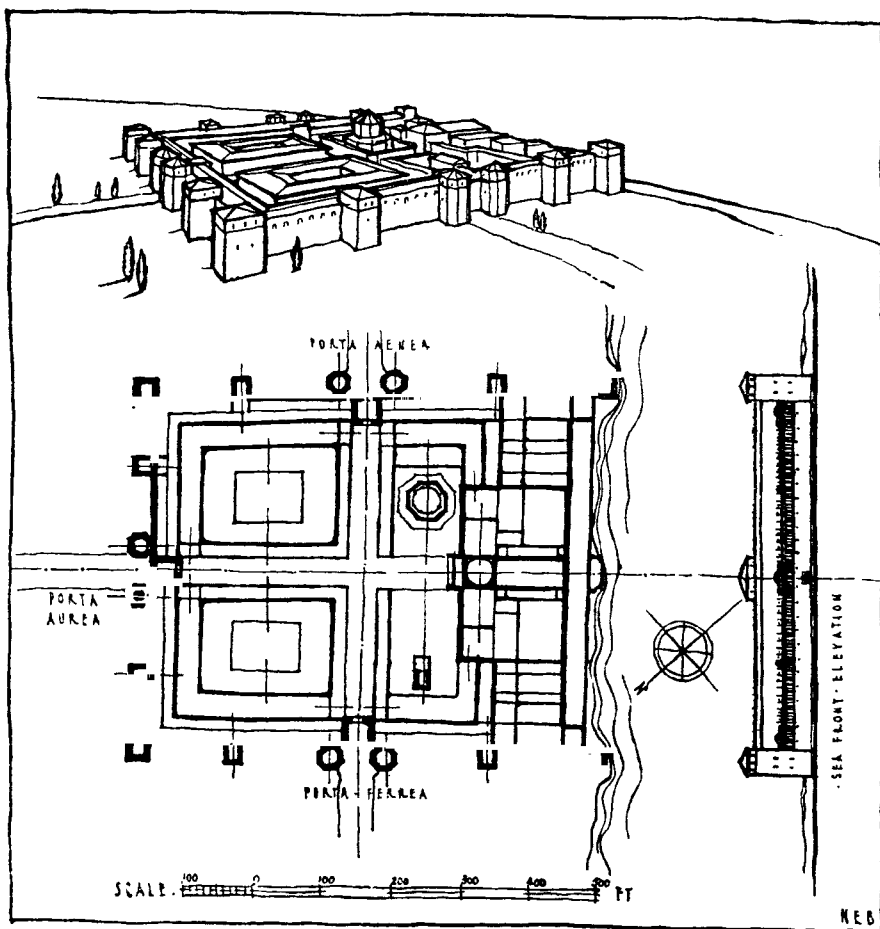 PORTA AENEA
PORTA
AUREA
PORTA-FERREA
N
·SEA FRONT·ELEVATION
SCALE. 100 0 100 200 300 400 500 FT
NEB